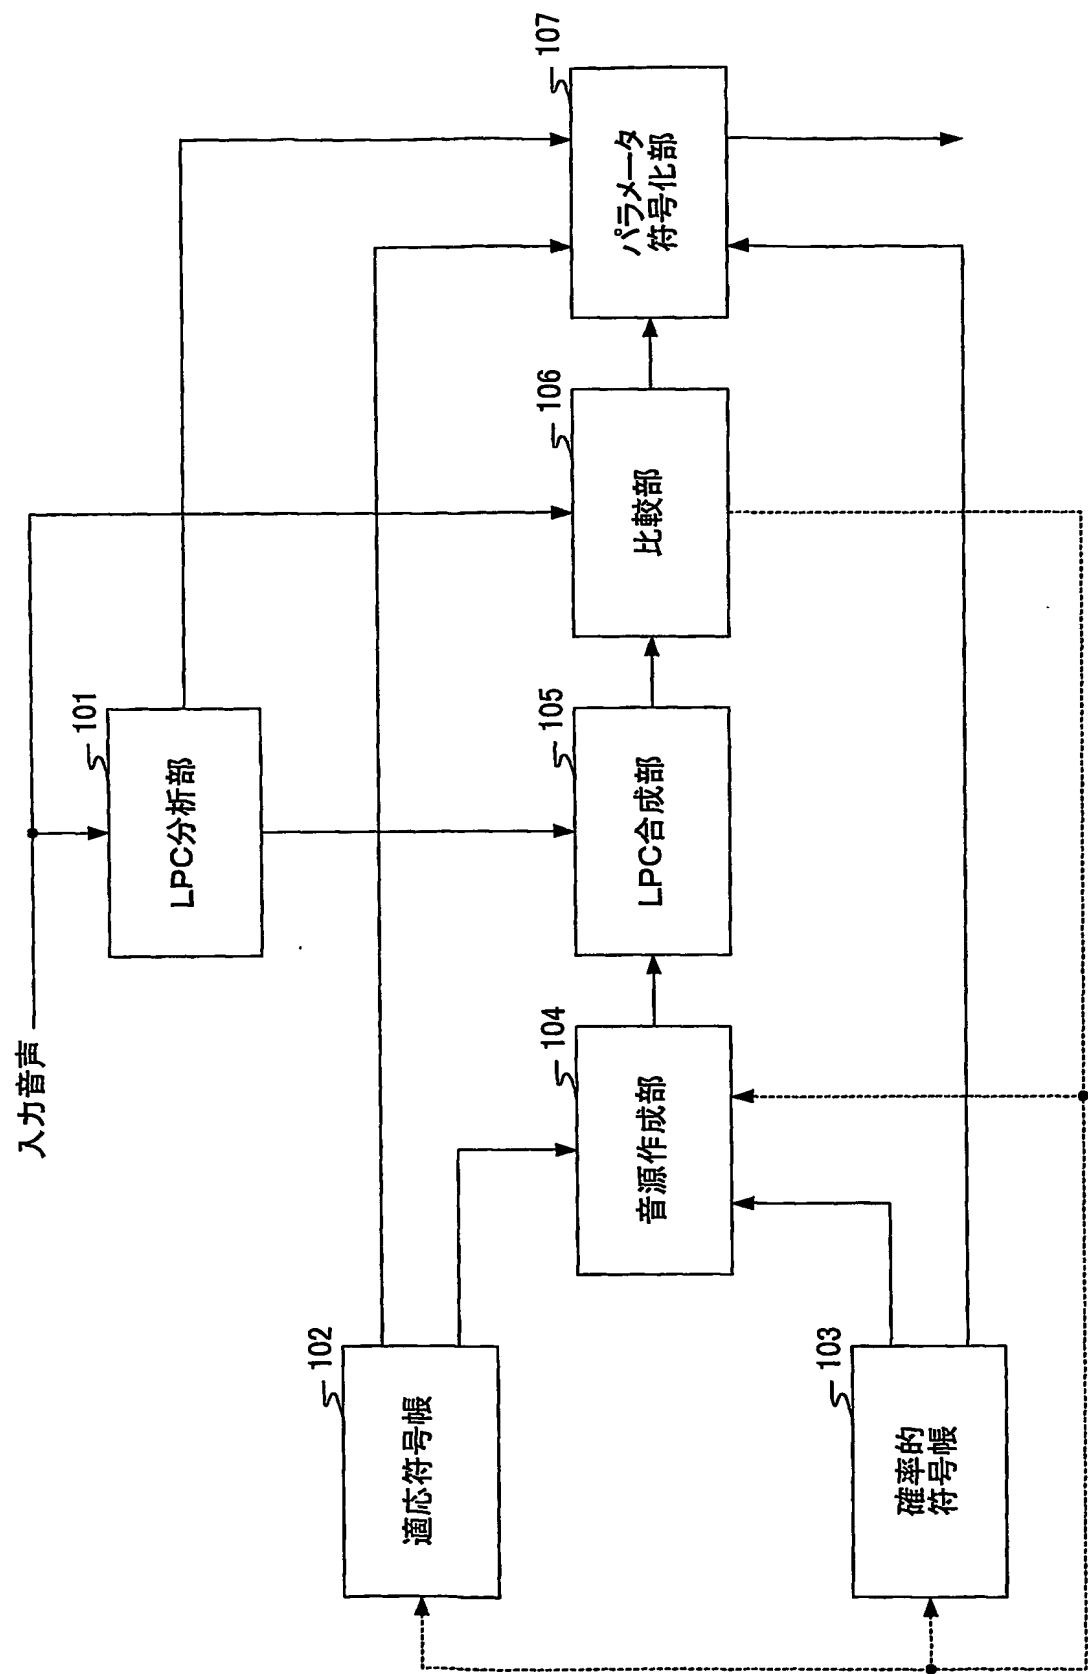 入力音声
101
LPC分析部
102
適応符号帳
104
音源作成部
105
LPC合成部
106
比較部
107
パラメータ
符号化部
103
確率的
符号帳